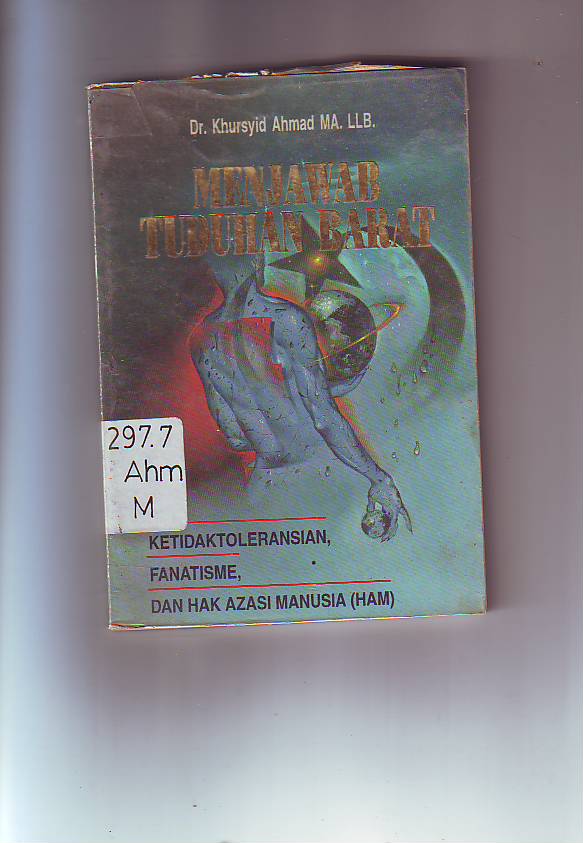 Dr. Khursyid Ahmad MA. LLB.
MENJAWAB
TUDUHAN BARAT
297.7
Ahm
M
KETIDAKTOLERANSIAN,
FANATISME,
DAN HAK AZASI MANUSIA (HAM)